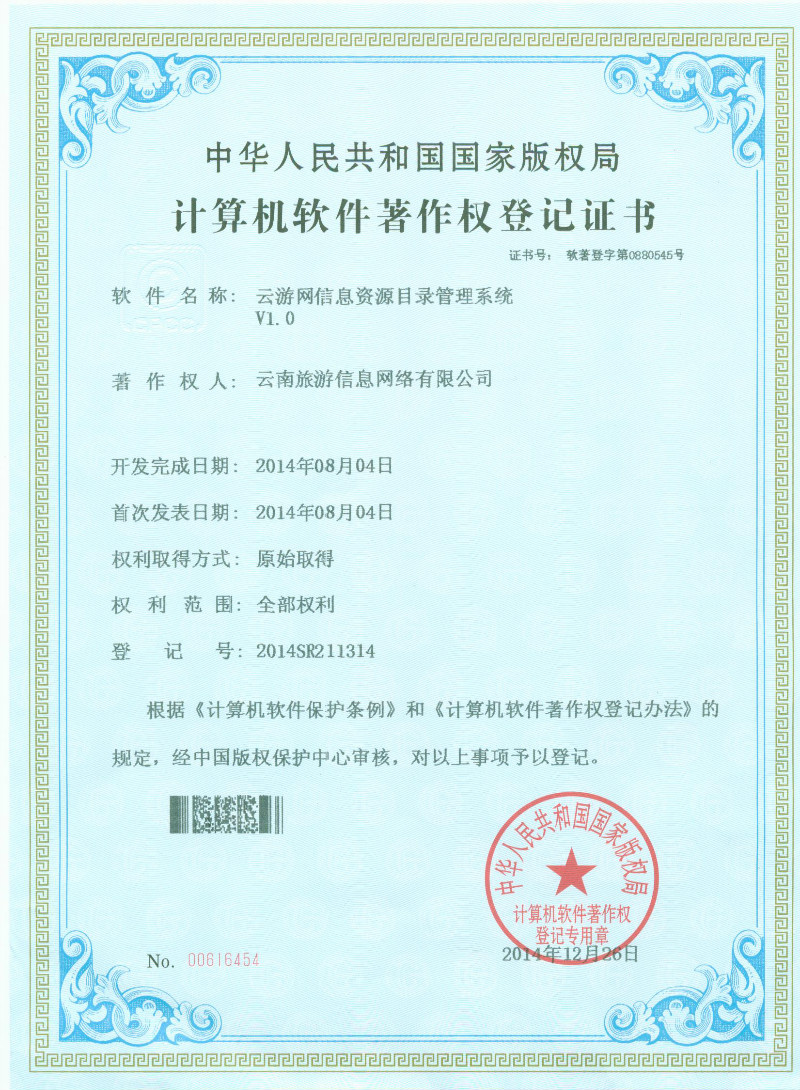 中华人民共和国国家版权局
计算机软件著作权登记证书
证书号： 软著登字第0880545号
软件名称： 云游网信息资源目录管理系统
V1.0
著作权人： 云南旅游信息网络有限公司
开发完成日期： 2014年08月04日
首次发表日期： 2014年08月04日
权利取得方式： 原始取得
权利范围： 全部权利
登记号： 2014SR211314
根据《计算机软件保护条例》和《计算机软件著作权登记办法》的
规定，经中国版权保护中心审核，对以上事项予以登记。
中华人民共和国国家版权局
计算机软件著作权
登记专用章
2014年12月26日
No. 00616454
CPCC